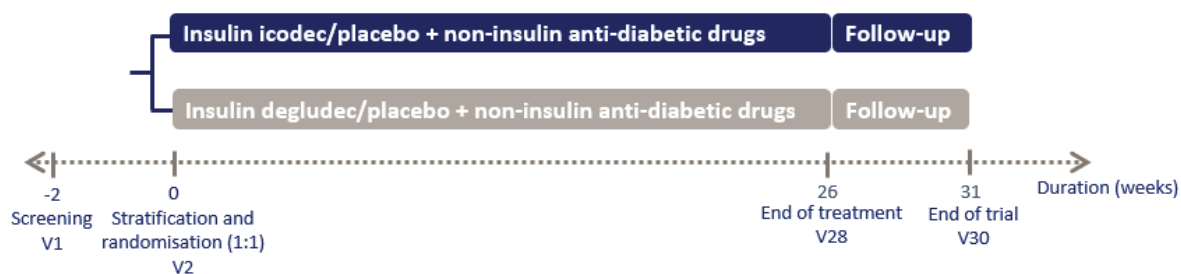 Insulin icodec/placebo + non-insulin anti-diabetic drugs
Follow-up
Insulin degludec/placebo + non-insulin anti-diabetic drugs
Follow-up
-2
0
26
31
Duration (weeks)
Screening
V1
Stratification and
randomisation (1:1)
V2
End of treatment
V28
End of trial
V30